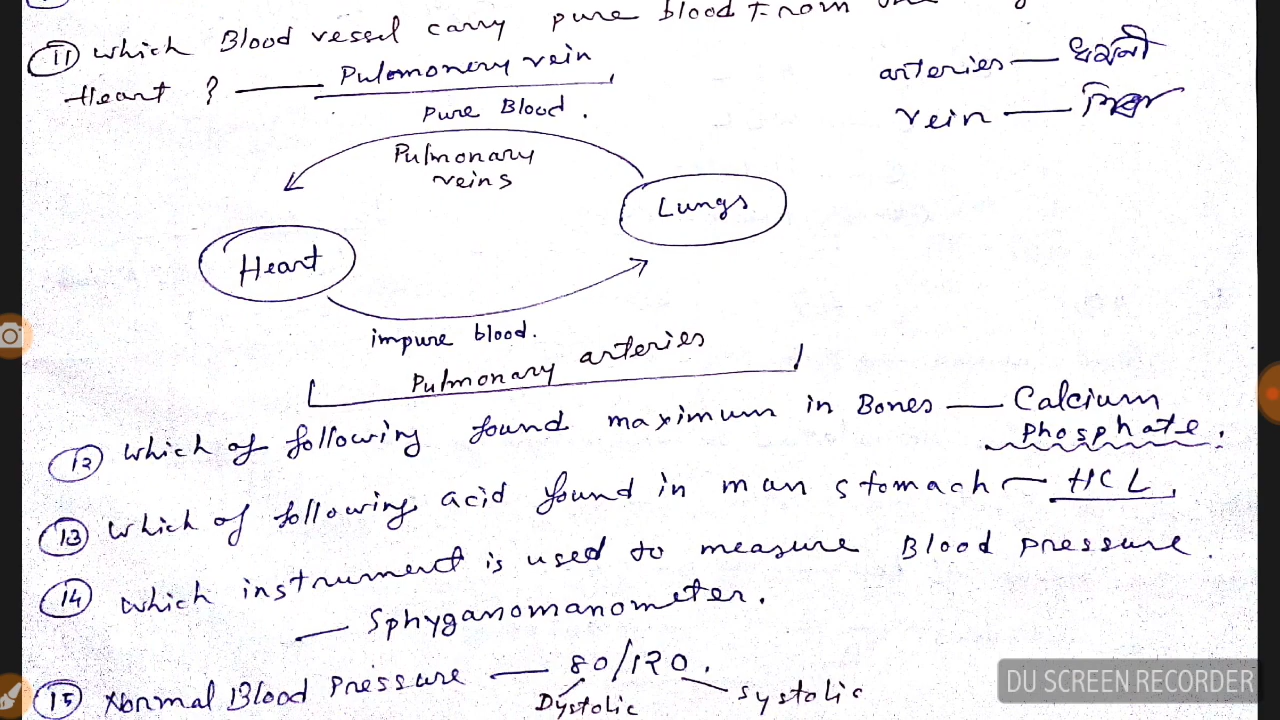 11 Which Blood vessel carry pure blood From
Heart ? — Pulomonery vein
arteries — ধমনী
vein —
Pure Blood.
Pulmonary
veins
Lungs
Heart
impure blood.
Pulmonary arteries
12 Which of following found maximum in Bones — Calcium
Phosphate.
13 Which of following acid found in man stomach — HCL
14 Which instrument is used to measure Blood pressure.
— Sphyganomanometer.
15 Normal Blood Pressure — 80/120.
Dystolic
systolic
DU SCREEN RECORDER